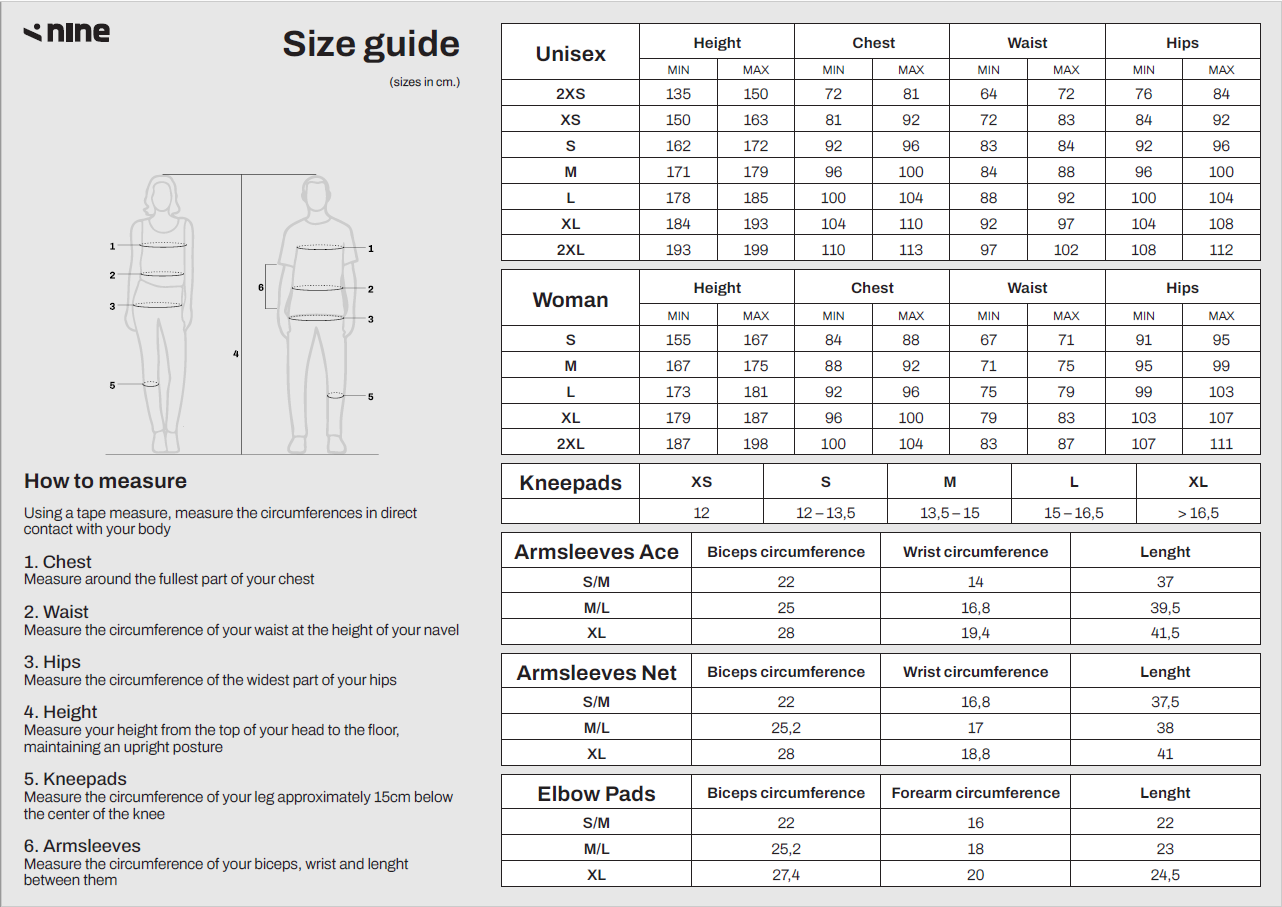 nine
Size guide
(sizes in cm.)
1
2
3
5
4
6
1
2
3
5
How to measure
Using a tape measure, measure the circumferences in direct
contact with your body
1. Chest
Measure around the fullest part of your chest
2. Waist
Measure the circumference of your waist at the height of your navel
3. Hips
Measure the circumference of the widest part of your hips
4. Height
Measure your height from the top of your head to the floor,
maintaining an upright posture
5. Kneepads
Measure the circumference of your leg approximately 15cm below
the center of the knee
6. Armsleeves
Measure the circumference of your biceps, wrist and lenght
between them
Unisex Height Chest Waist Hips
MIN MAX MIN MAX MIN MAX MIN MAX
2XS 135 150 72 81 64 72 76 84
XS 150 163 81 92 72 83 84 92
S 162 172 92 96 83 84 92 96
M 171 179 96 100 84 88 96 100
L 178 185 100 104 88 92 100 104
XL 184 193 104 110 92 97 104 108
2XL 193 199 110 113 97 102 108 112
Woman Height Chest Waist Hips
MIN MAX MIN MAX MIN MAX MIN MAX
S 155 167 84 88 67 71 91 95
M 167 175 88 92 71 75 95 99
L 173 181 92 96 75 79 99 103
XL 179 187 96 100 79 83 103 107
2XL 187 198 100 104 83 87 107 111
Kneepads XS S M L XL
12 12 – 13,5 13,5 – 15 15 – 16,5 > 16,5
Armsleeves Ace Biceps circumference Wrist circumference Lenght
S/M 22 14 37
M/L 25 16,8 39,5
XL 28 19,4 41,5
Armsleeves Net Biceps circumference Wrist circumference Lenght
S/M 22 16,8 37,5
M/L 25,2 17 38
XL 28 18,8 41
Elbow Pads Biceps circumference Forearm circumference Lenght
S/M 22 16 22
M/L 25,2 18 23
XL 27,4 20 24,5